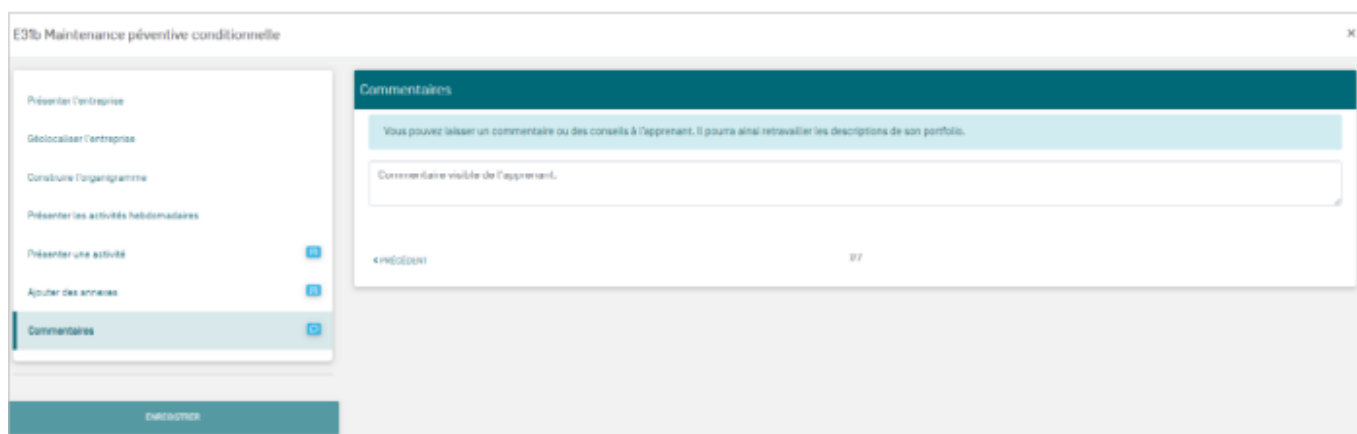 E31b Maintenance péventive conditionnelle
×
Présenter l'entreprise
Géolocaliser l'entreprise
Construire l'organigramme
Présenter les activités hebdomadaires
Présenter une activité
Ajouter des annexes
Commentaires
ENREGISTRER
Commentaires
Vous pouvez laisser un commentaire ou des conseils à l'apprenant. Il pourra ainsi retravailler les descriptions de son portfolio.
Commentaire visible de l'apprenant.
< PRÉCÉDENT
7/7